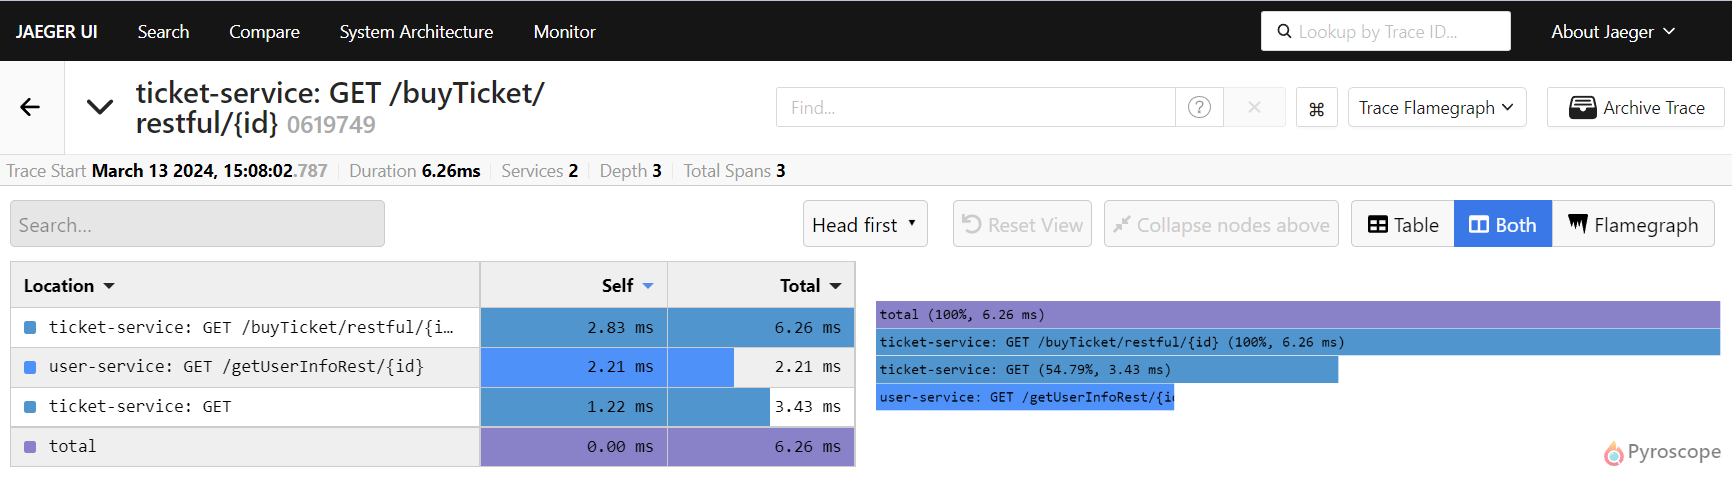 JAEGER UI Search Compare System Architecture Monitor Lookup by Trace ID... About Jaeger
ticket-service: GET /buyTicket/
restful/{id} 0619749
Find... ? Trace Flamegraph Archive Trace
Trace Start March 13 2024, 15:08:02.787 Duration 6.26ms Services 2 Depth 3 Total Spans 3
Search... Head first Reset View Collapse nodes above Table Both Flamegraph
Location Self Total
ticket-service: GET /buyTicket/restful/{i… 2.83 ms 6.26 ms
user-service: GET /getUserInfoRest/{id} 2.21 ms 2.21 ms
ticket-service: GET 1.22 ms 3.43 ms
total 0.00 ms 6.26 ms
total (100%, 6.26 ms)
ticket-service: GET /buyTicket/restful/{id} (100%, 6.26 ms)
ticket-service: GET (54.79%, 3.43 ms)
user-service: GET /getUserInfoRest/{i
Pyroscope